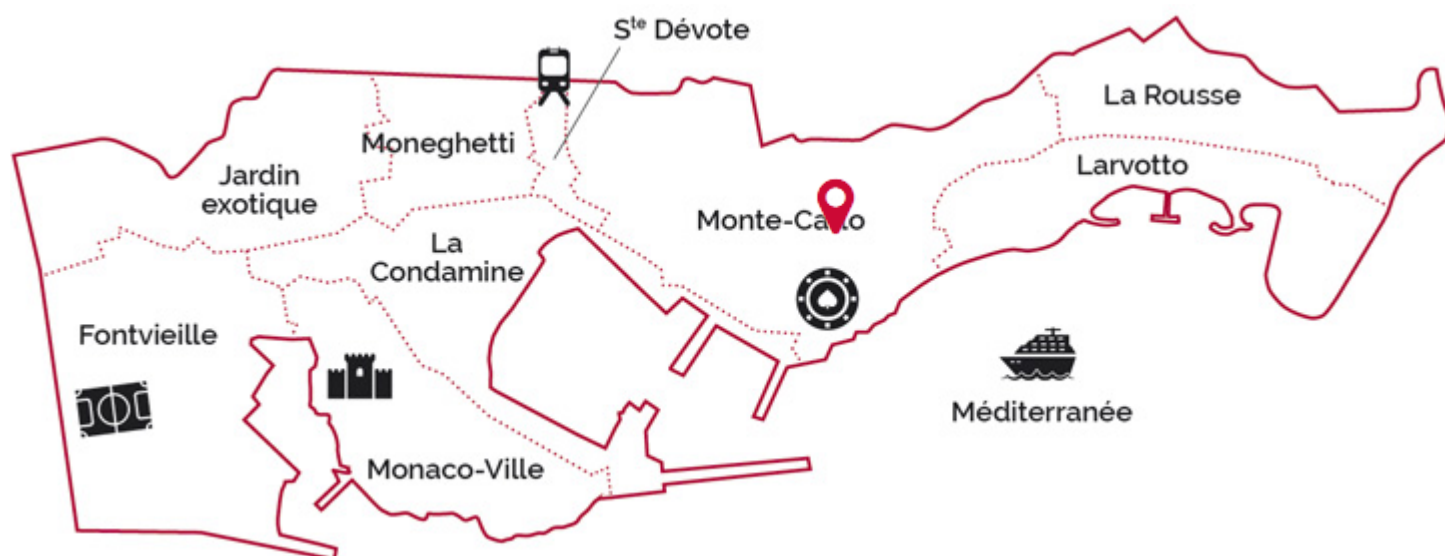 Sᵗᵉ Dévote
La Rousse
Moneghetti
Larvotto
Jardin
exotique
Monte-Carlo
La
Condamine
Fontvieille
Méditerranée
Monaco-Ville